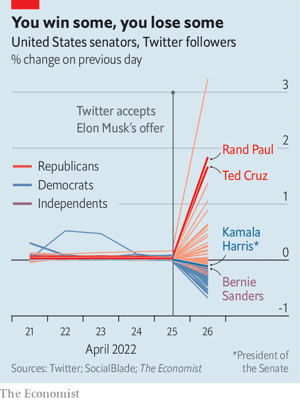 You win some, you lose some
United States senators, Twitter followers
% change on previous day
3
Twitter accepts
Elon Musk's offer
2
Rand Paul
Ted Cruz
Republicans
Democrats
Independents
1
Kamala
Harris*
0
Bernie
Sanders
-1
21 22 23 24 25 26
April 2022
*President of
the Senate
Sources: Twitter; SocialBlade; The Economist
The Economist